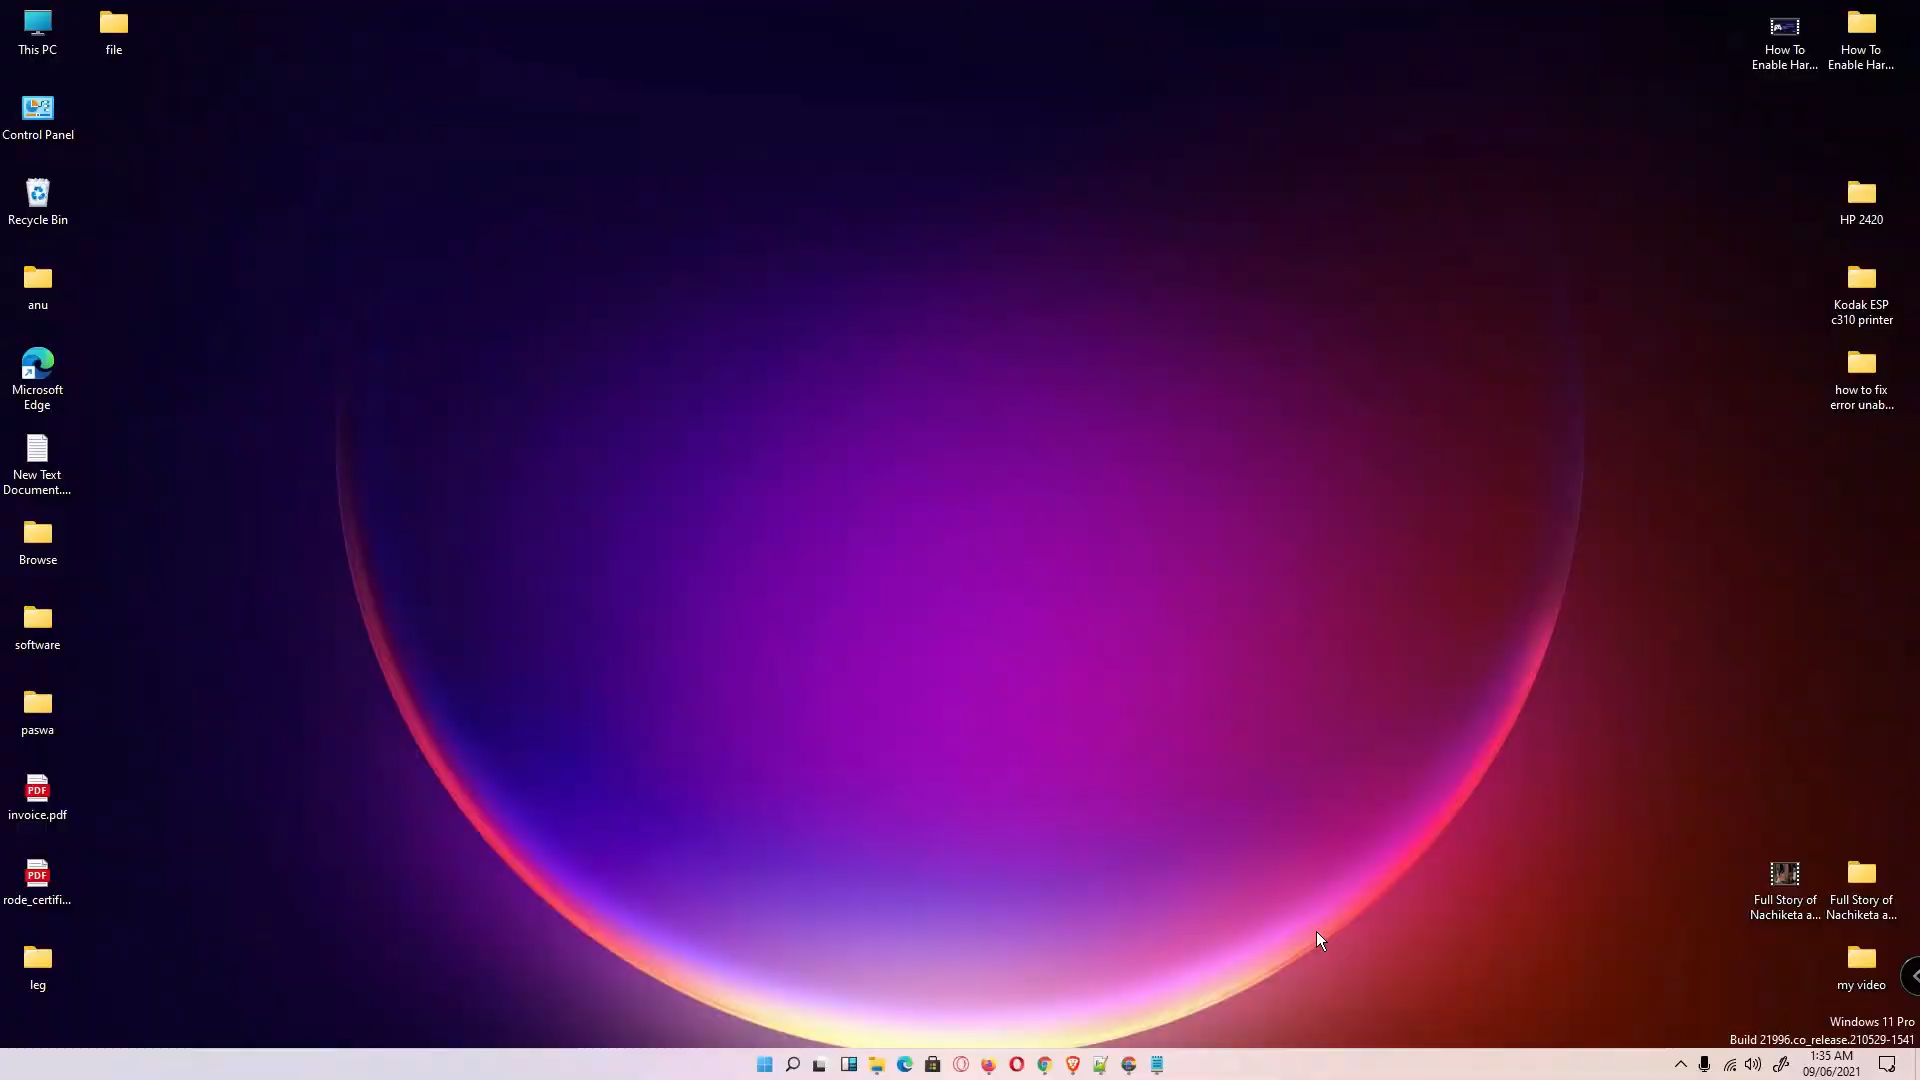 This PC
file
Control Panel
Recycle Bin
anu
Microsoft
Edge
New Text
Document....
Browse
software
paswa
PDF
invoice.pdf
PDF
rode_certifi...
leg
How To
Enable Har...
How To
Enable Har...
HP 2420
Kodak ESP
c310 printer
how to fix
error unab...
Full Story of
Nachiketa a...
Full Story of
Nachiketa a...
my video
Windows 11 Pro
Build 21996.co_release.210529-1541
1:35 AM
09/06/2021